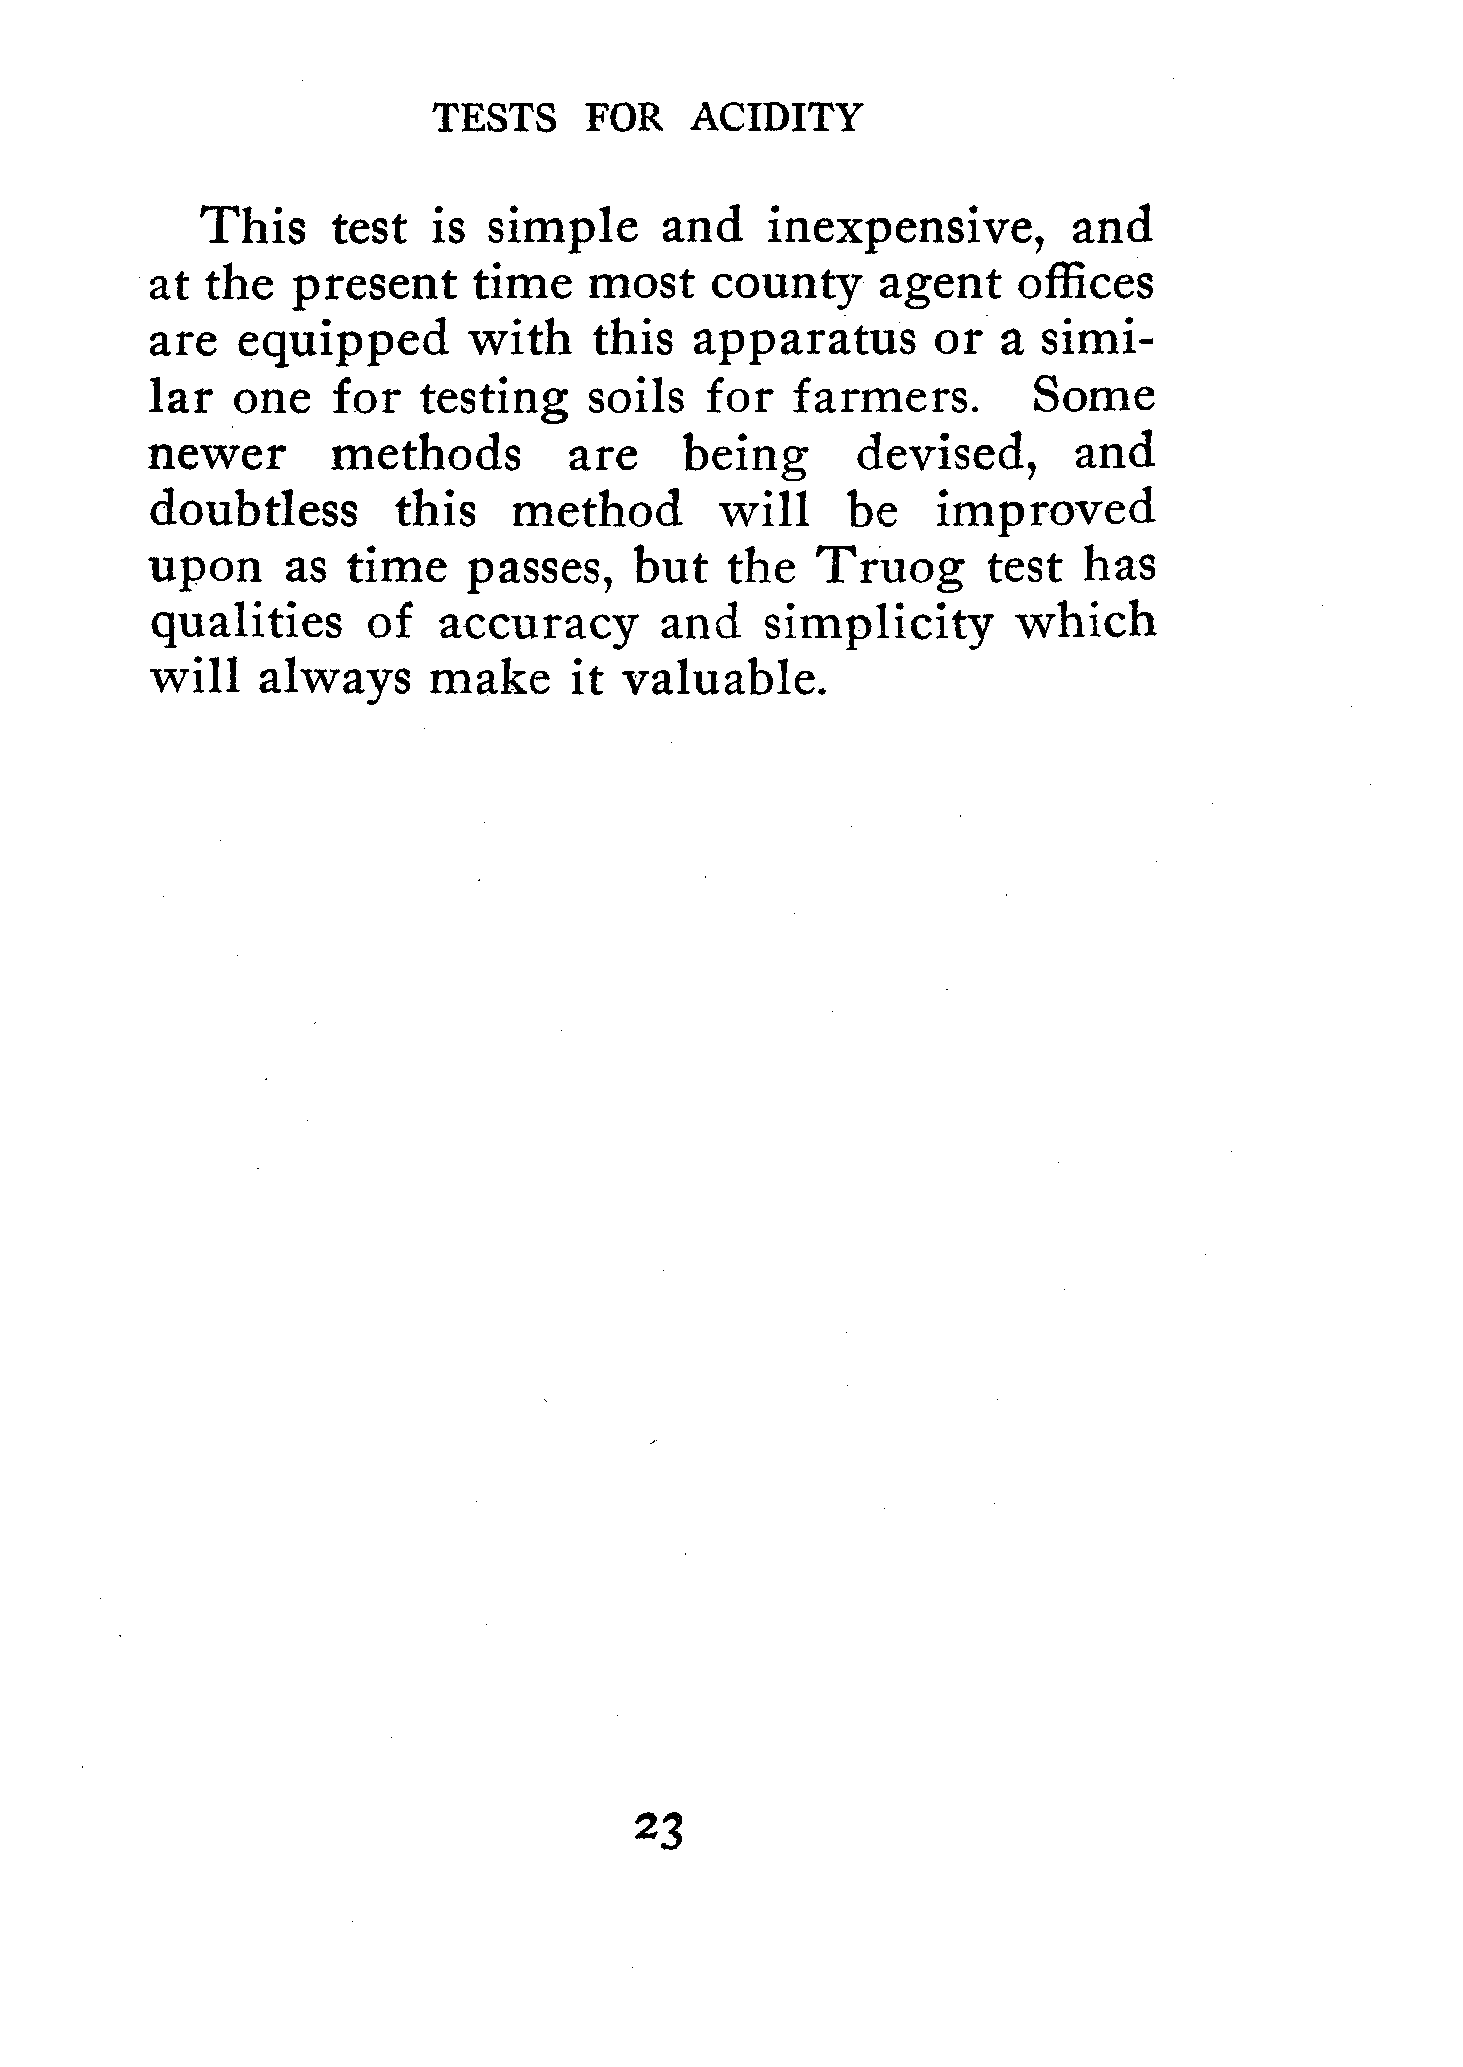 TESTS FOR ACIDITY
This test is simple and inexpensive, and
at the present time most county agent offices
are equipped with this apparatus or a simi-
lar one for testing soils for farmers. Some
newer methods are being devised, and
doubtless this method will be improved
upon as time passes, but the Truog test has
qualities of accuracy and simplicity which
will always make it valuable.
23